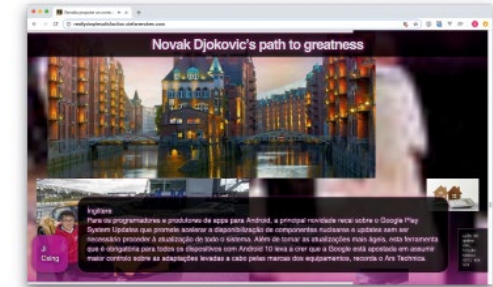 Novak Djokovic's path to greatness
Inglitere
Para os programadores e produtores de apps para Android, a principal novidade recai sobre o Google Play
System Updates que promete acelerar a disponibilização de componentes nucleares e updates sem ser
necessário proceder à atualização de todo o sistema. Além de tornar as atualizações mais ágeis, esta ferramenta
que é obrigatória para todos os dispositivos com Android 10 leva a crer que a Google está apostada em assumir
maior controlo sobre as adaptações levadas a cabo pelas marcas dos equipamentos, recorda o Ars Technica.